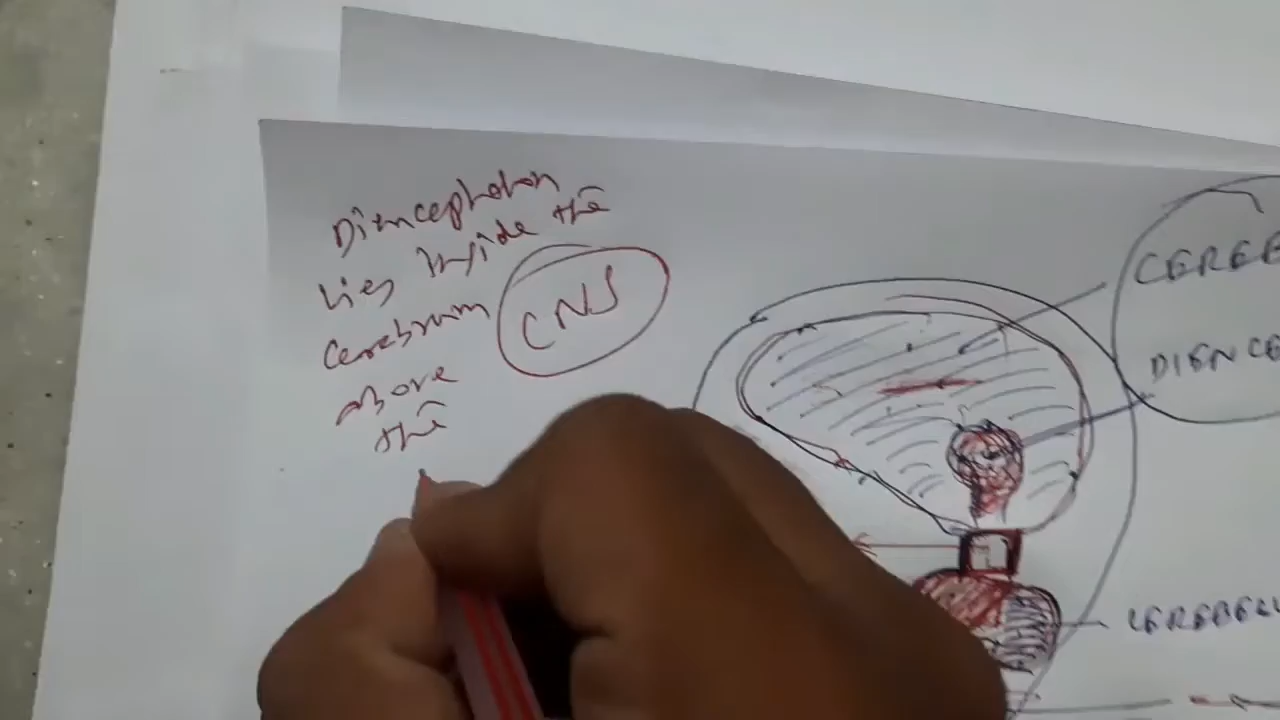 Diencephalon
lies inside the
cerebrum
above
the
CNS
CEREB
DIENCE
CEREBELL